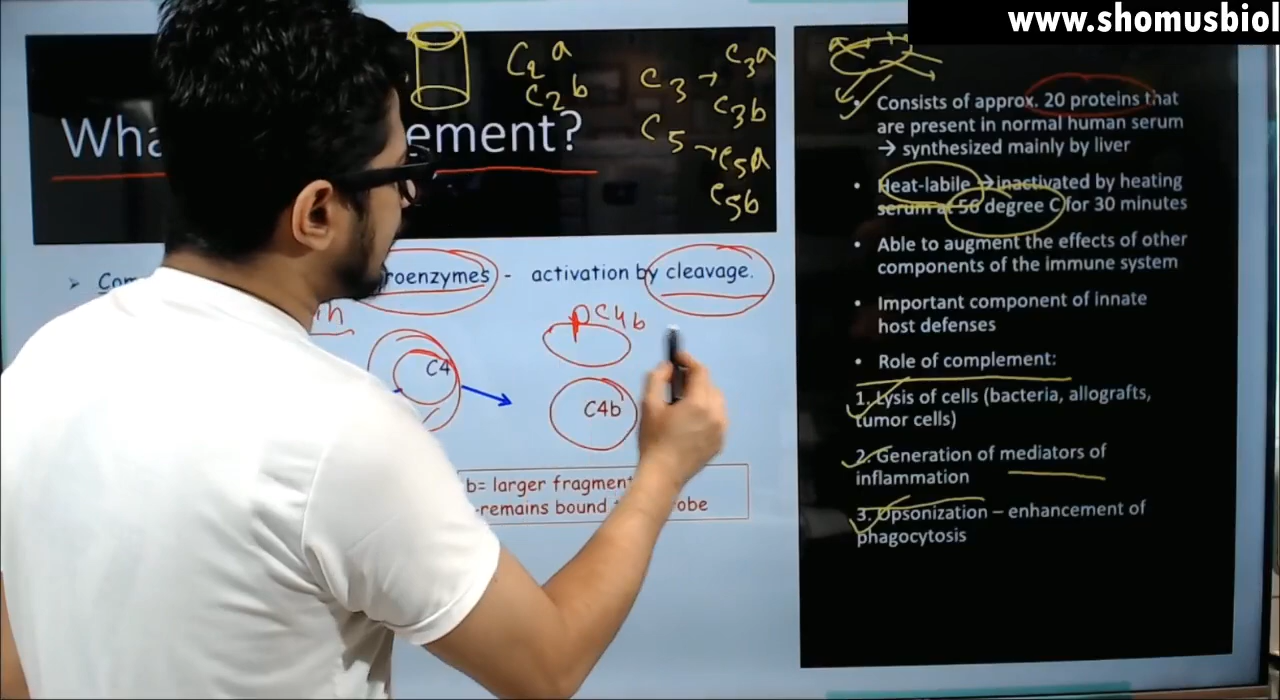 www.shomusbiol
C2a
C2b
C3 → C3a
C3b
C5 → C5a
C5b
Wha ement?
Com roenzymes - activation by cleavage.
C4b
C4
C4b
b= larger fragment
-remains bound t obe
• Consists of approx. 20 proteins that
are present in normal human serum
→ synthesized mainly by liver
• Heat-labile → inactivated by heating
serum at 56 degree C for 30 minutes
• Able to augment the effects of other
components of the immune system
• Important component of innate
host defenses
• Role of complement:
1. Lysis of cells (bacteria, allografts,
tumor cells)
2. Generation of mediators of
inflammation
3. Opsonization – enhancement of
phagocytosis